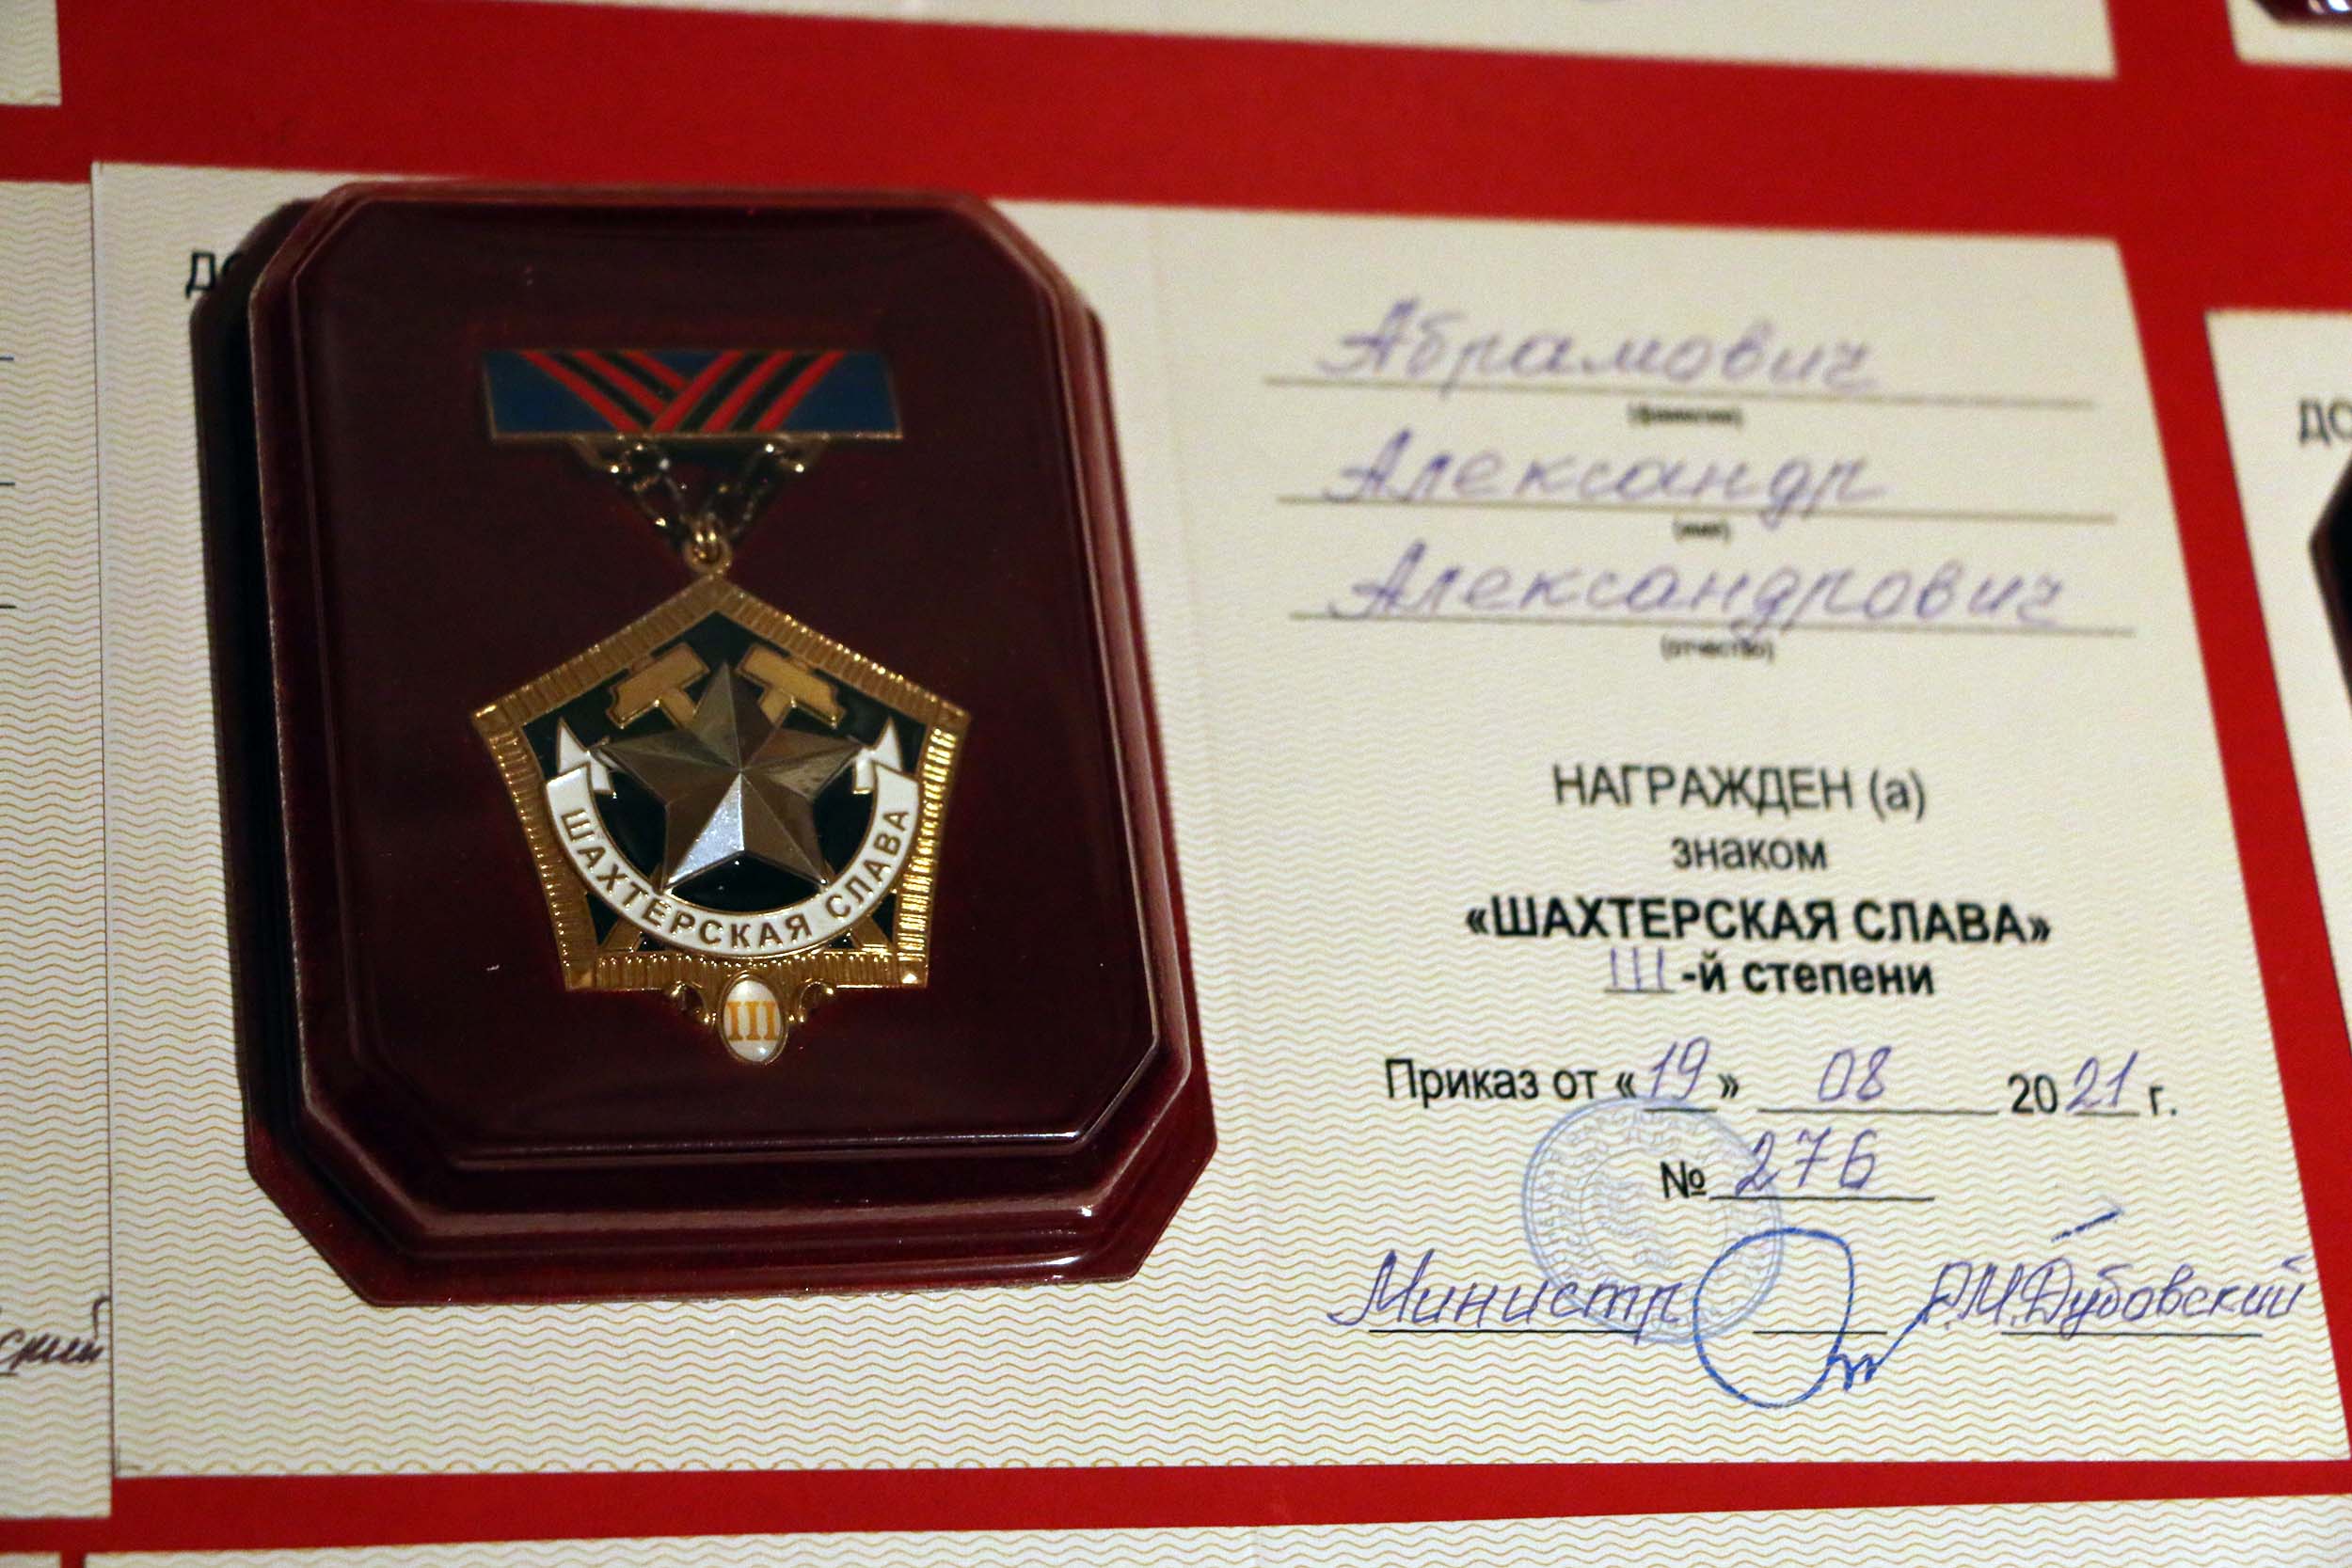 ШАХТЕРСКАЯ СЛАВА
III
Абрамович
(фамилия)
Александр
(имя)
Александрович
(отчество)
НАГРАЖДЕН (а)
знаком
«ШАХТЕРСКАЯ СЛАВА»
III-й степени
Приказ от «19» 08 2021 г.
№ 276
Министр Р.М.Дубовский